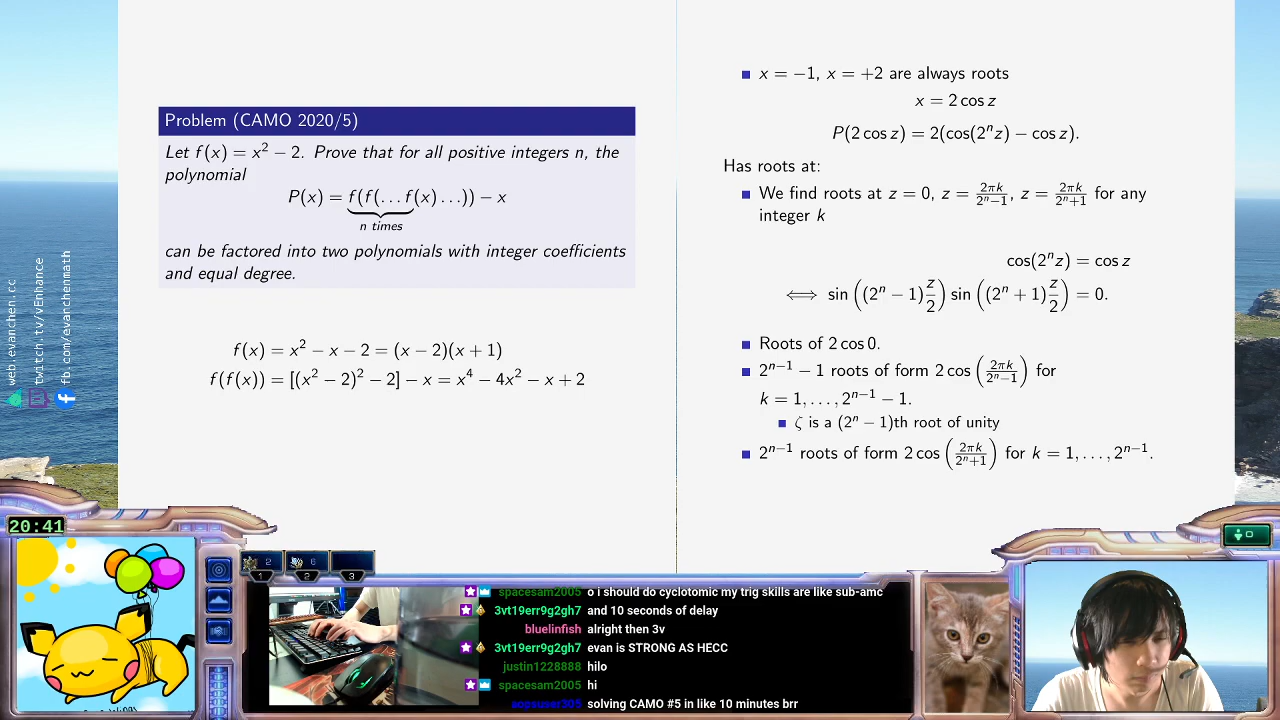 Problem (CAMO 2020/5)
Let f(x) = x² − 2. Prove that for all positive integers n, the
polynomial
P(x) = f(f(. . . f(x) . . .)) − x
n times
can be factored into two polynomials with integer coefficients
and equal degree.
f(x) = x² − x − 2 = (x − 2)(x + 1)
f(f(x)) = [(x² − 2)² − 2] − x = x⁴ − 4x² − x + 2
x = −1, x = +2 are always roots
x = 2 cos z
P(2 cos z) = 2(cos(2ⁿz) − cos z).
Has roots at:
We find roots at z = 0, z = 2πk/2ⁿ−1, z = 2πk/2ⁿ+1 for any
integer k
cos(2ⁿz) = cos z
⟺ sin ((2ⁿ − 1) z/2) sin ((2ⁿ + 1) z/2) = 0.
Roots of 2 cos 0.
2ⁿ⁻¹ − 1 roots of form 2 cos (2πk/2ⁿ−1) for
k = 1, . . . , 2ⁿ⁻¹ − 1.
ζ is a (2ⁿ − 1)th root of unity
2ⁿ⁻¹ roots of form 2 cos (2πk/2ⁿ+1) for k = 1, . . . , 2ⁿ⁻¹.
web.evanchen.cc
twitch.tv/vEnhance
fb.com/evanchenmath
20:41
2
6
1
2
3
0
spacesam2005 o i should do cyclotomic my trig skills are like sub-amc
3vt19err9g2gh7 and 10 seconds of delay
bluelinfish alright then 3v
3vt19err9g2gh7 evan is STRONG AS HECC
justin1228888 hilo
spacesam2005 hi
aopsuser305 solving CAMO #5 in like 10 minutes brr